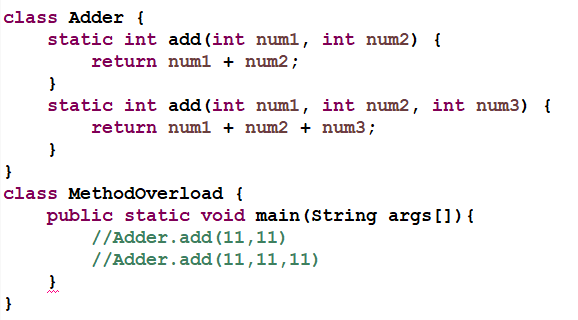 class Adder {
    static int add(int num1, int num2) {
        return num1 + num2;
    }
    static int add(int num1, int num2, int num3) {
        return num1 + num2 + num3;
    }
}
class MethodOverload {
    public static void main(String args[]){
        //Adder.add(11,11)
        //Adder.add(11,11,11)
    }
}